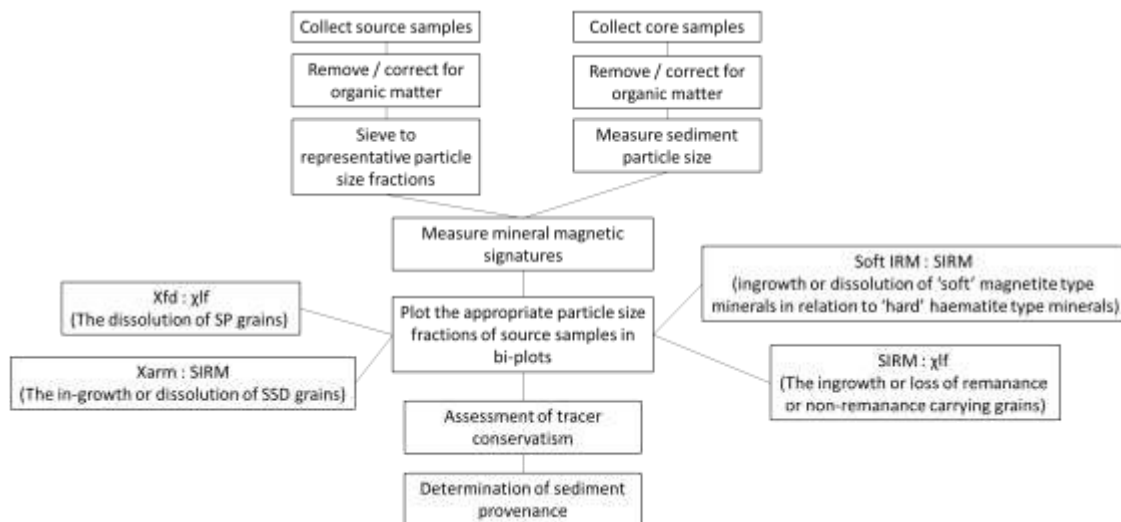 Collect source samples
Collect core samples
Remove / correct for
organic matter
Remove / correct for
organic matter
Sieve to
representative particle
size fractions
Measure sediment
particle size
Measure mineral magnetic
signatures
Soft IRM : SIRM
(ingrowth or dissolution of 'soft' magnetite type
minerals in relation to 'hard' haematite type minerals)
Xfd : χlf
(The dissolution of SP grains)
Plot the appropriate particle size
fractions of source samples in
bi-plots
Xarm : SIRM
(The in-growth or dissolution of SSD grains)
SIRM : χlf
(The ingrowth or loss of remanance
or non-remanance carrying grains)
Assessment of tracer
conservatism
Determination of sediment
provenance